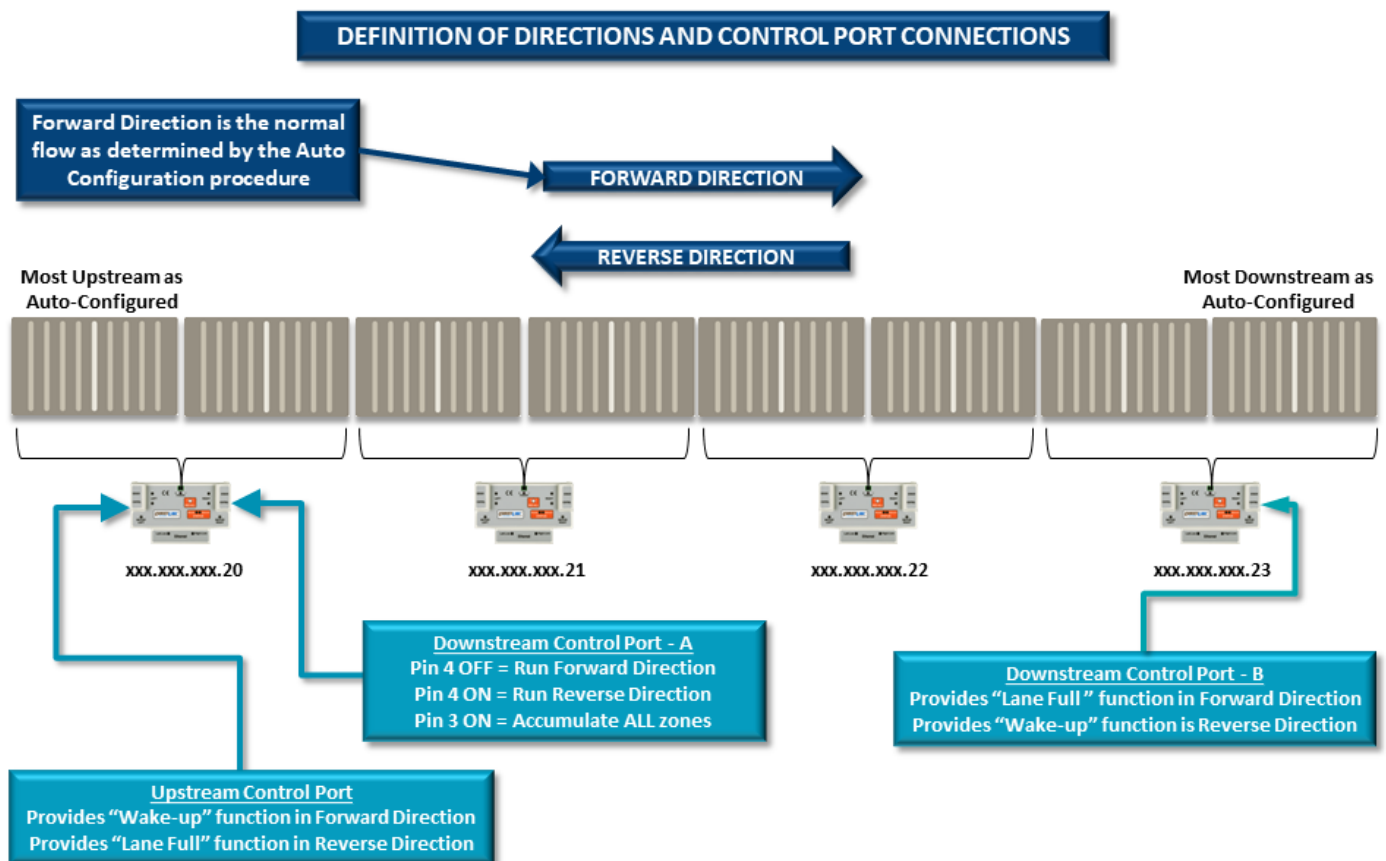 DEFINITION OF DIRECTIONS AND CONTROL PORT CONNECTIONS
Forward Direction is the normal
flow as determined by the Auto
Configuration procedure
FORWARD DIRECTION
REVERSE DIRECTION
Most Upstream as
Auto-Configured
Most Downstream as
Auto-Configured
xxx.xxx.xxx.20
xxx.xxx.xxx.21
xxx.xxx.xxx.22
xxx.xxx.xxx.23
Downstream Control Port - A
Pin 4 OFF = Run Forward Direction
Pin 4 ON = Run Reverse Direction
Pin 3 ON = Accumulate ALL zones
Downstream Control Port - B
Provides “Lane Full ” function in Forward Direction
Provides “Wake-up” function is Reverse Direction
Upstream Control Port
Provides “Wake-up” function in Forward Direction
Provides “Lane Full” function in Reverse Direction